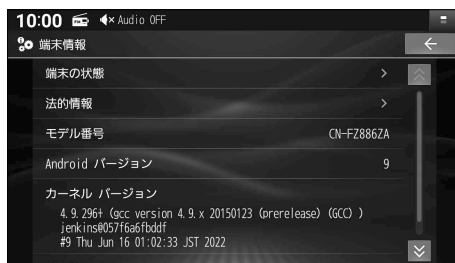 10:00 Audio OFF
端末情報
端末の状態
法的情報
モデル番号 CN-FZ886ZA
Android バージョン 9
カーネル バージョン
4.9.296+ (gcc version 4.9.x 20150123 (prerelease) (GCC) )
jenkins@057f6a6fbddf
#9 Thu Jun 16 01:02:33 JST 2022